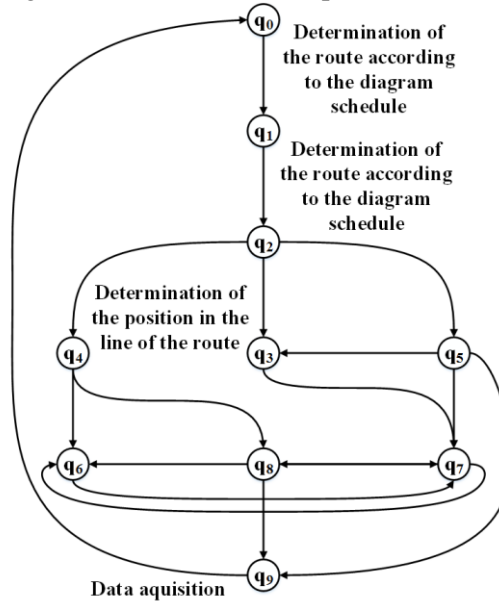 q0
Determination of
the route according
to the diagram
schedule
q1
Determination of
the route according
to the diagram
schedule
q2
Determination of
the position in the
line of the route
q4
q3
q5
q6
q8
q7
q9
Data aquisition